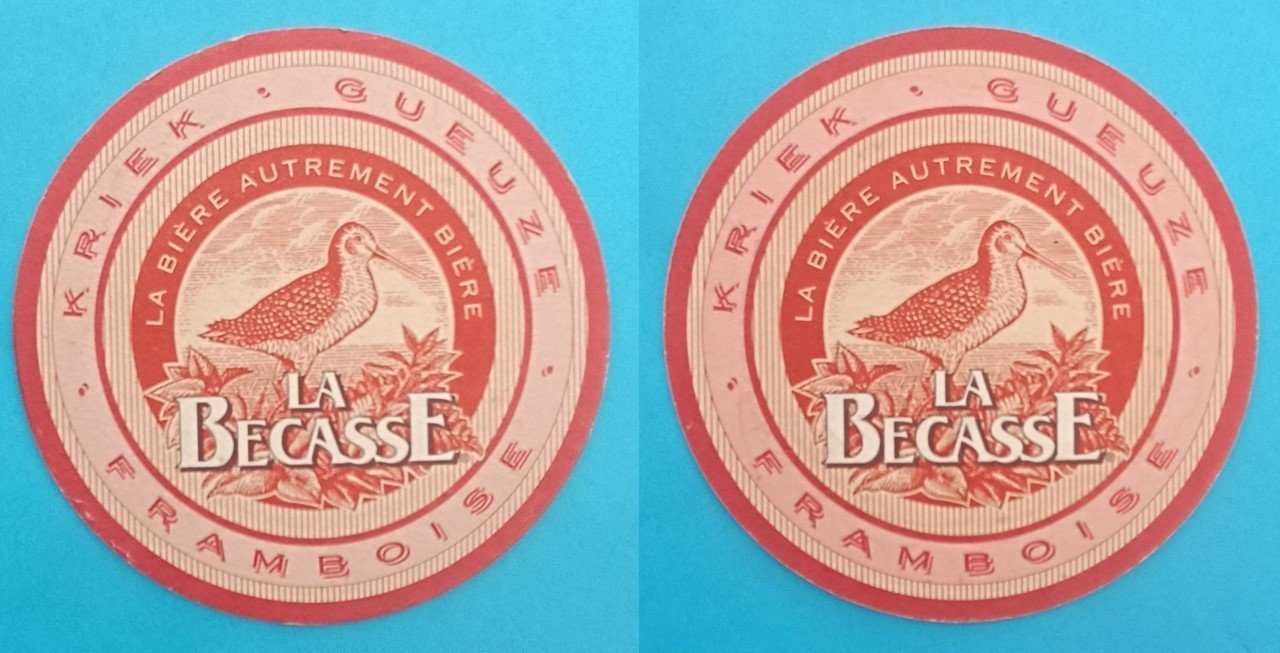 KRIEK · GUEUZE · FRAMBOISE ·
LA BIÈRE AUTREMENT BIÈRE
LA
BECASSE
KRIEK · GUEUZE · FRAMBOISE ·
LA BIÈRE AUTREMENT BIÈRE
LA
BECASSE